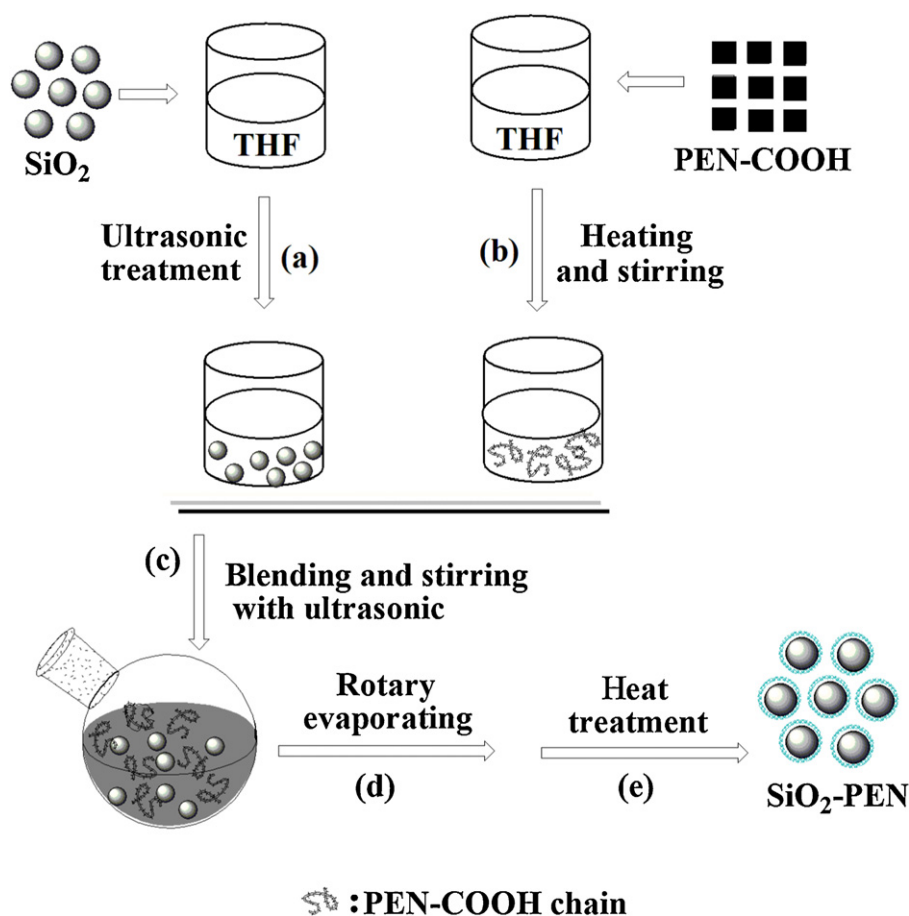 THF
THF
SiO₂
PEN-COOH
Ultrasonic
treatment
(a)
(b)
Heating
and stirring
(c)
Blending and stirring
with ultrasonic
Rotary
evaporating
(d)
Heat
treatment
(e)
SiO₂-PEN
:PEN-COOH chain